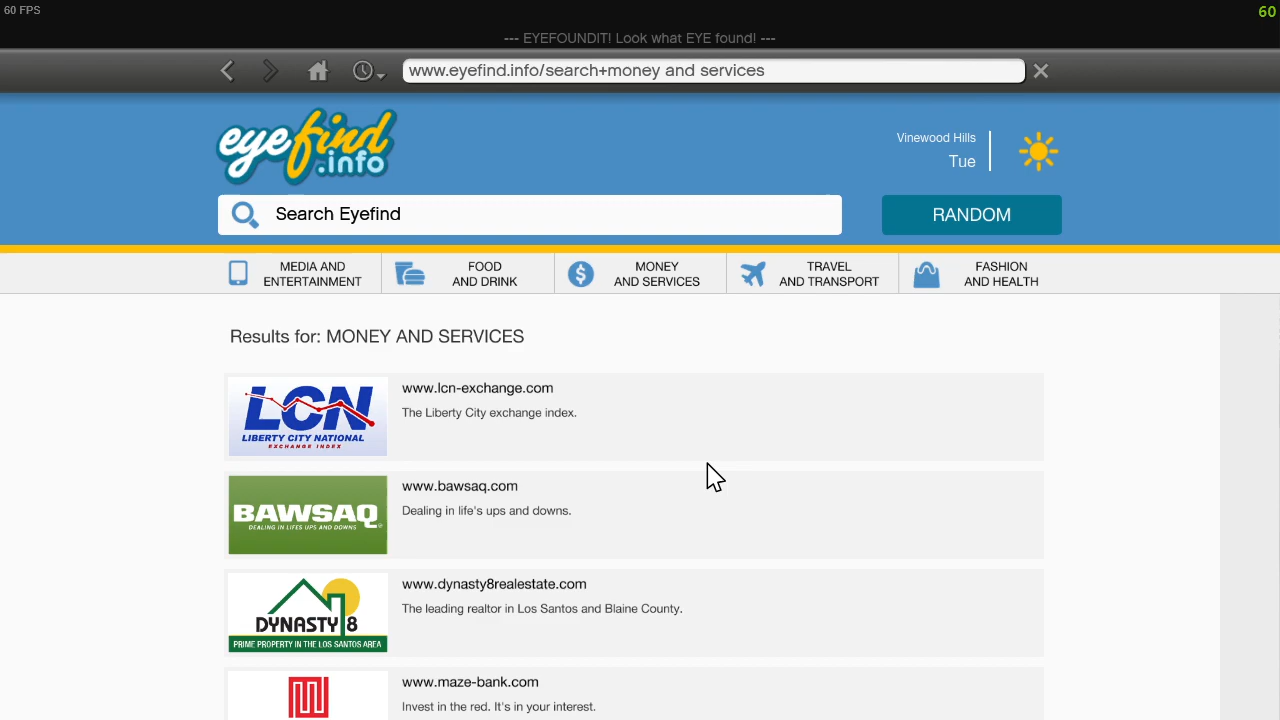 60 FPS
60
--- EYEFOUNDIT! Look what EYE found! ---
www.eyefind.info/search+money and services
eyefind
.info
Vinewood Hills
Tue
Search Eyefind
RANDOM
MEDIA AND
ENTERTAINMENT
FOOD
AND DRINK
MONEY
AND SERVICES
TRAVEL
AND TRANSPORT
FASHION
AND HEALTH
Results for: MONEY AND SERVICES
LCN
LIBERTY CITY NATIONAL
EXCHANGE INDEX
www.lcn-exchange.com
The Liberty City exchange index.
BAWSAQ
DEALING IN LIFES UPS AND DOWNS
www.bawsaq.com
Dealing in life's ups and downs.
DYNASTY 8
PRIME PROPERTY IN THE LOS SANTOS AREA
www.dynasty8realestate.com
The leading realtor in Los Santos and Blaine County.
www.maze-bank.com
Invest in the red. It's in your interest.